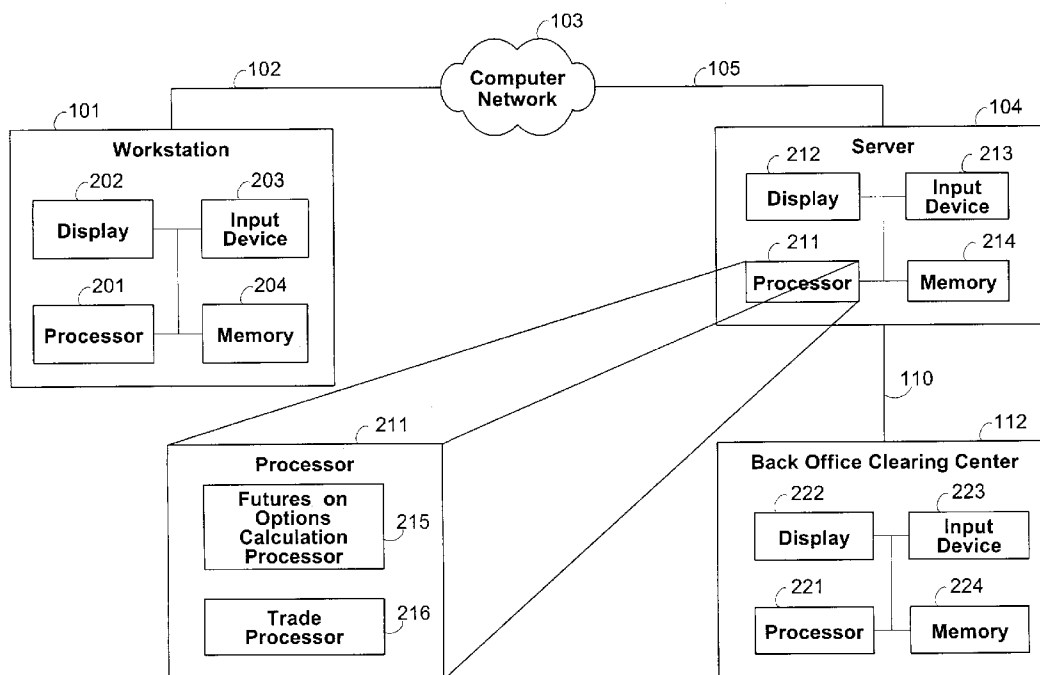 103
102
Computer
Network
105
101
104
Workstation
Server
202
203
212
213
Display
Input
Device
Display
Input
Device
201
204
211
214
Processor
Memory
Processor
Memory
110
211
112
Processor
Back Office Clearing Center
Futures on
Options
Calculation
Processor
215
222
223
Display
Input
Device
Trade
Processor
216
221
224
Processor
Memory